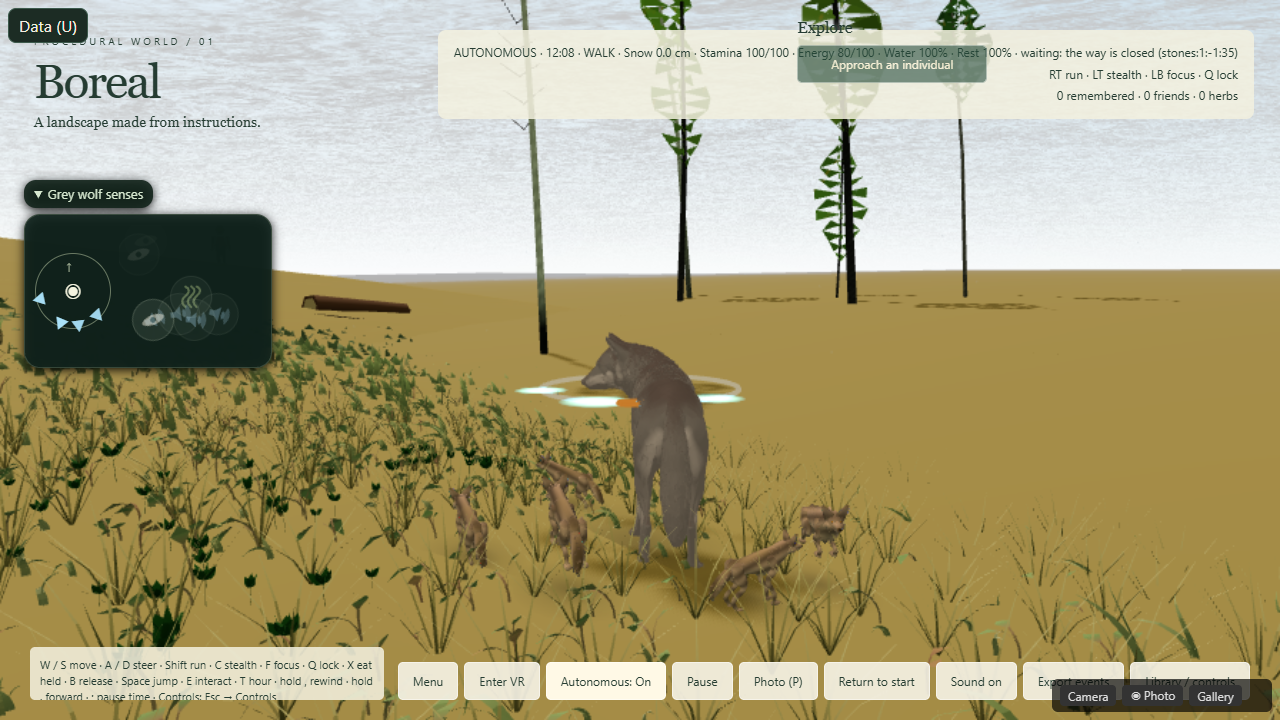 Data (U)
PROCEDURAL WORLD / 01
Boreal
A landscape made from instructions.
Explore
AUTONOMOUS · 12:08 · WALK · Snow 0.0 cm · Stamina 100/100 · Energy 80/100 · Water 100% · Rest 100% · waiting: the way is closed (stones:1:-1:35)
Approach an individual
RT run · LT stealth · LB focus · Q lock
0 remembered · 0 friends · 0 herbs
▼ Grey wolf senses
↑
W / S move · A / D steer · Shift run · C stealth · F focus · Q lock · X eat
held · B release · Space jump · E interact · T hour · hold , rewind · hold
. forward · ; pause time · Controls: Esc → Controls
Menu
Enter VR
Autonomous: On
Pause
Photo (P)
Return to start
Sound on
Export events
Library / controls
Camera
◉ Photo
Gallery